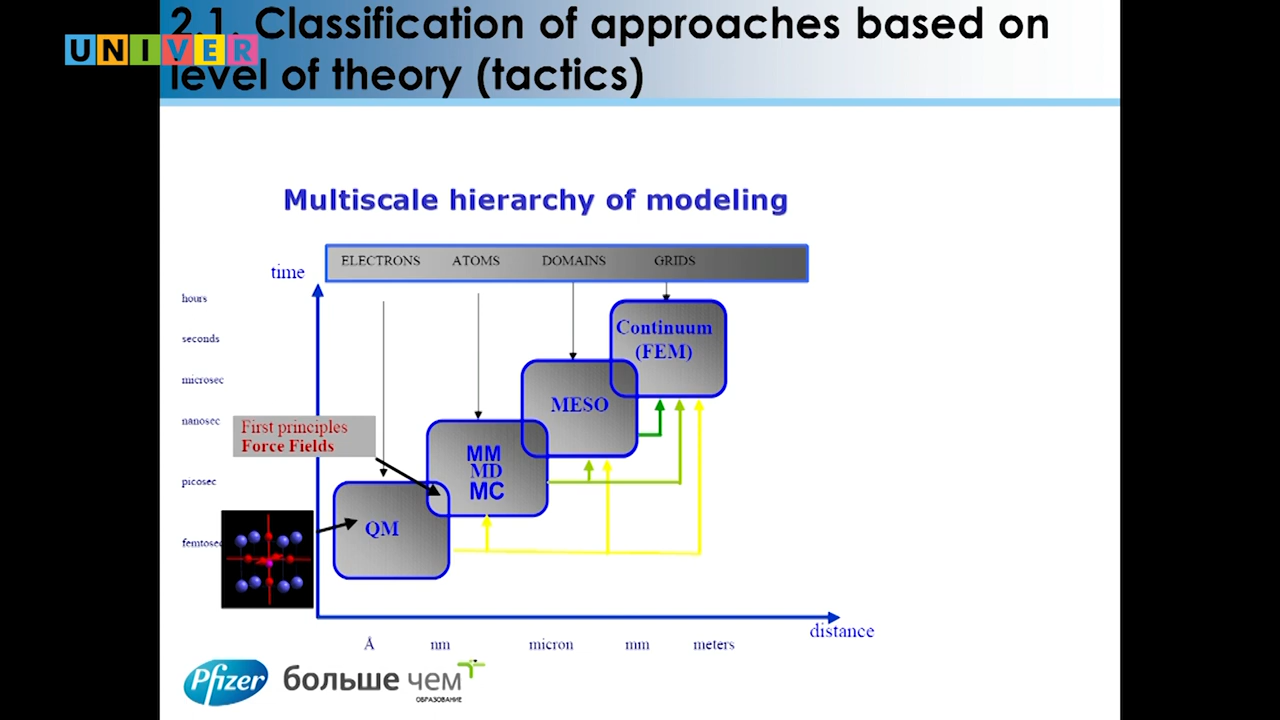 2.1. Classification of approaches based on
level of theory (tactics)
UNIVER
Multiscale hierarchy of modeling
ELECTRONS ATOMS DOMAINS GRIDS
time
hours
seconds
microsec
nanosec
picosec
femtosec
Continuum
(FEM)
MESO
First principles
Force Fields
MM
MD
MC
QM
distance
Å nm micron mm meters
Pfizer
больше чем
ОБРАЗОВАНИЕ